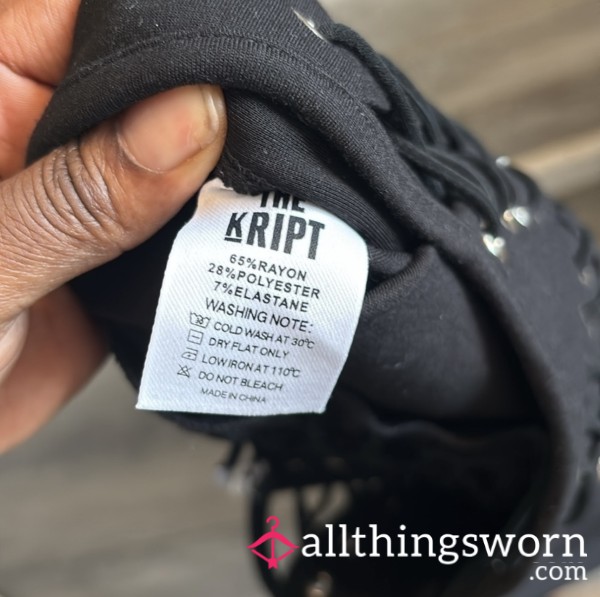 THE
KRIPT
65%RAYON
28%POLYESTER
7%ELASTANE
WASHING NOTE:
COLD WASH AT 30℃
DRY FLAT ONLY
LOW IRON AT 110℃
DO NOT BLEACH
MADE IN CHINA
allthingsworn
.com